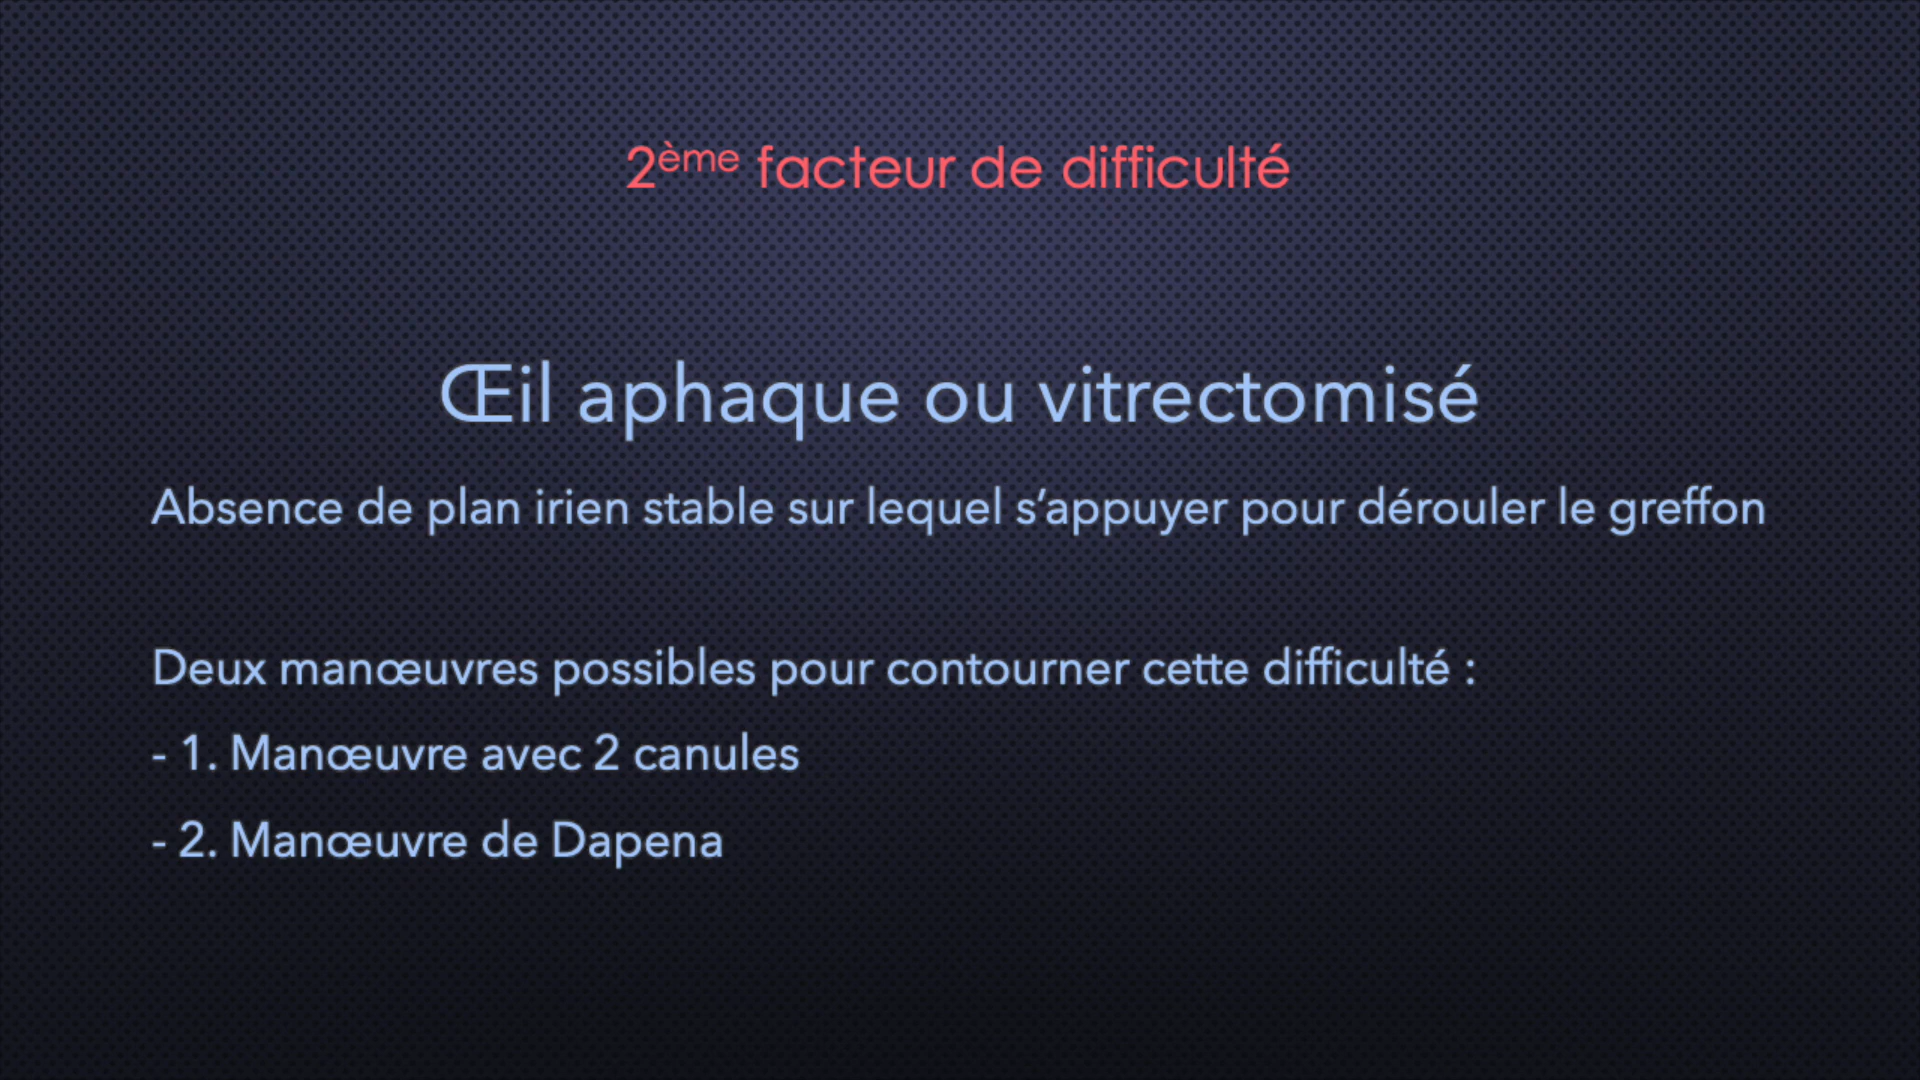 2ème facteur de difficulté
Œil aphaque ou vitrectomisé
Absence de plan irien stable sur lequel s’appuyer pour dérouler le greffon
Deux manœuvres possibles pour contourner cette difficulté :
- 1. Manœuvre avec 2 canules
- 2. Manœuvre de Dapena